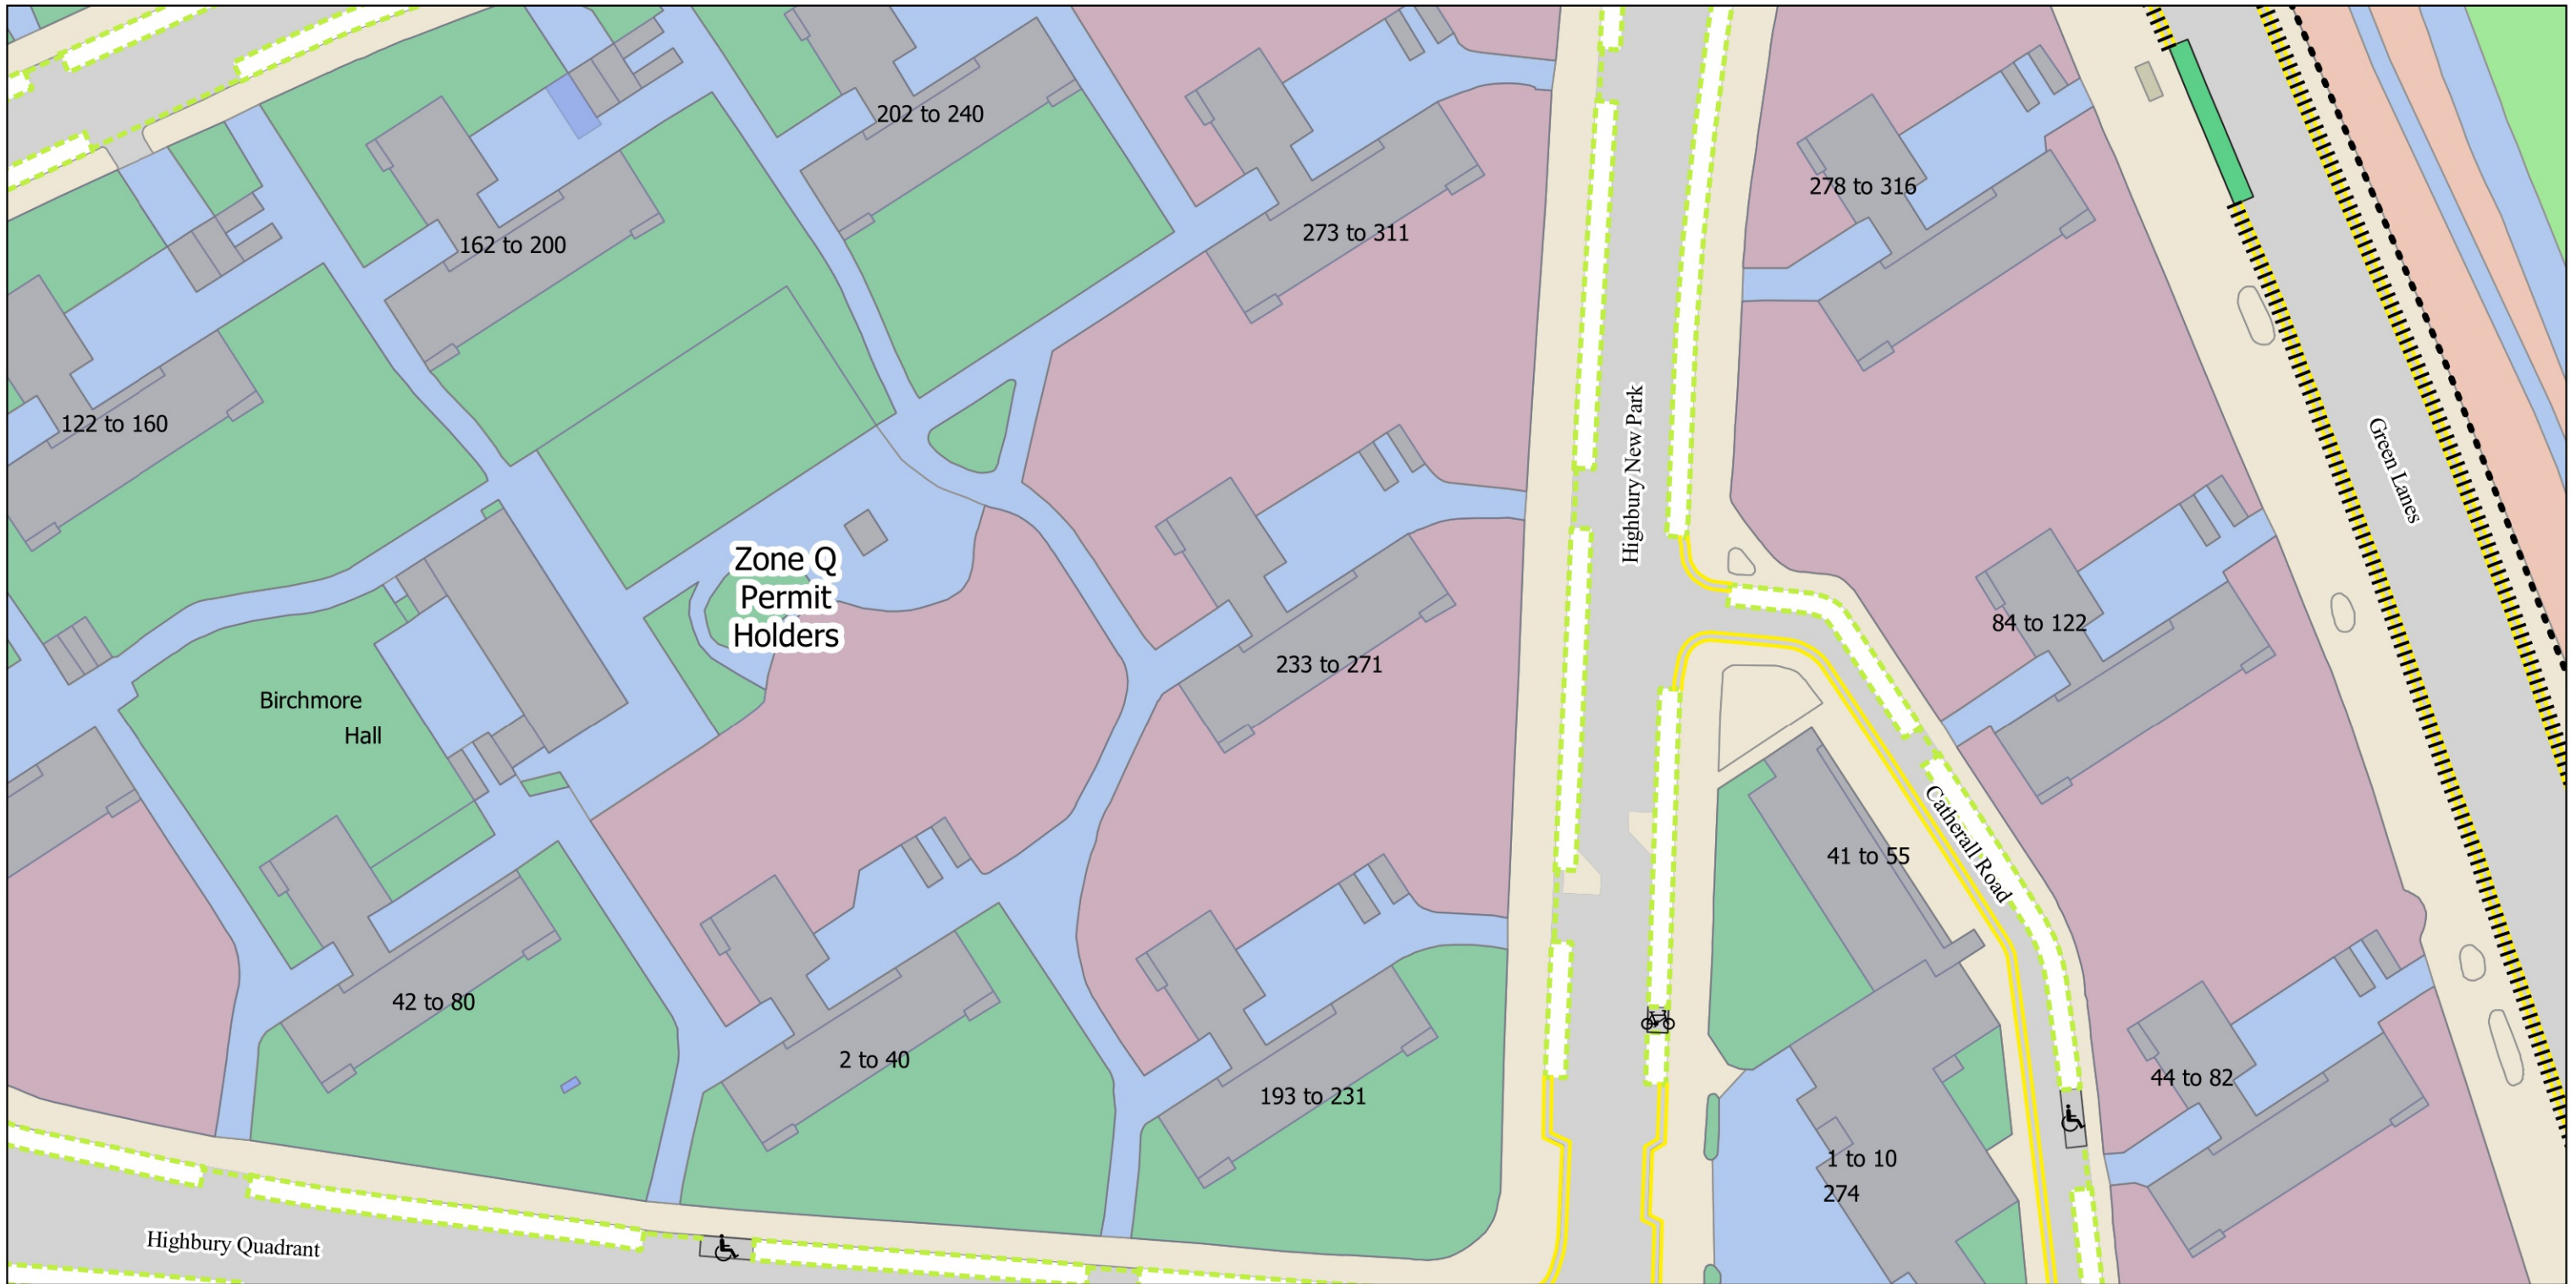 202 to 240
278 to 316
273 to 311
162 to 200
122 to 160
Highbury New Park
Green Lanes
Zone Q
Permit
Holders
84 to 122
233 to 271
Birchmore
Hall
Catherall Road
41 to 55
42 to 80
2 to 40
44 to 82
193 to 231
1 to 10
274
Highbury Quadrant